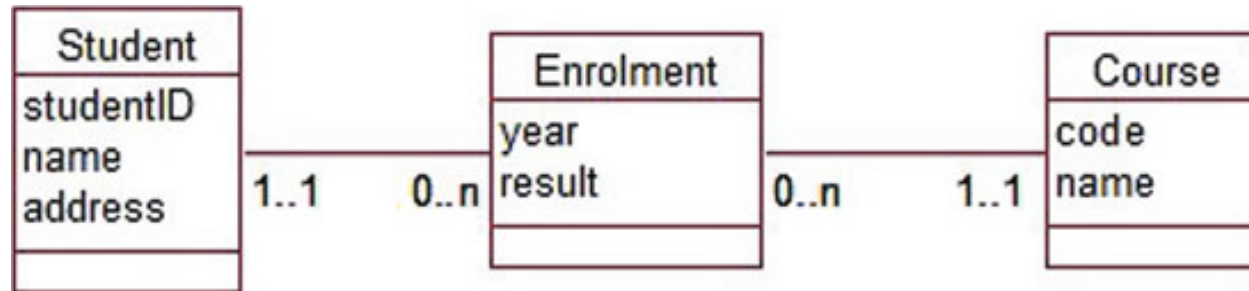 Student
studentID
name
address
1..1
0..n
Enrolment
year
result
0..n
1..1
Course
code
name